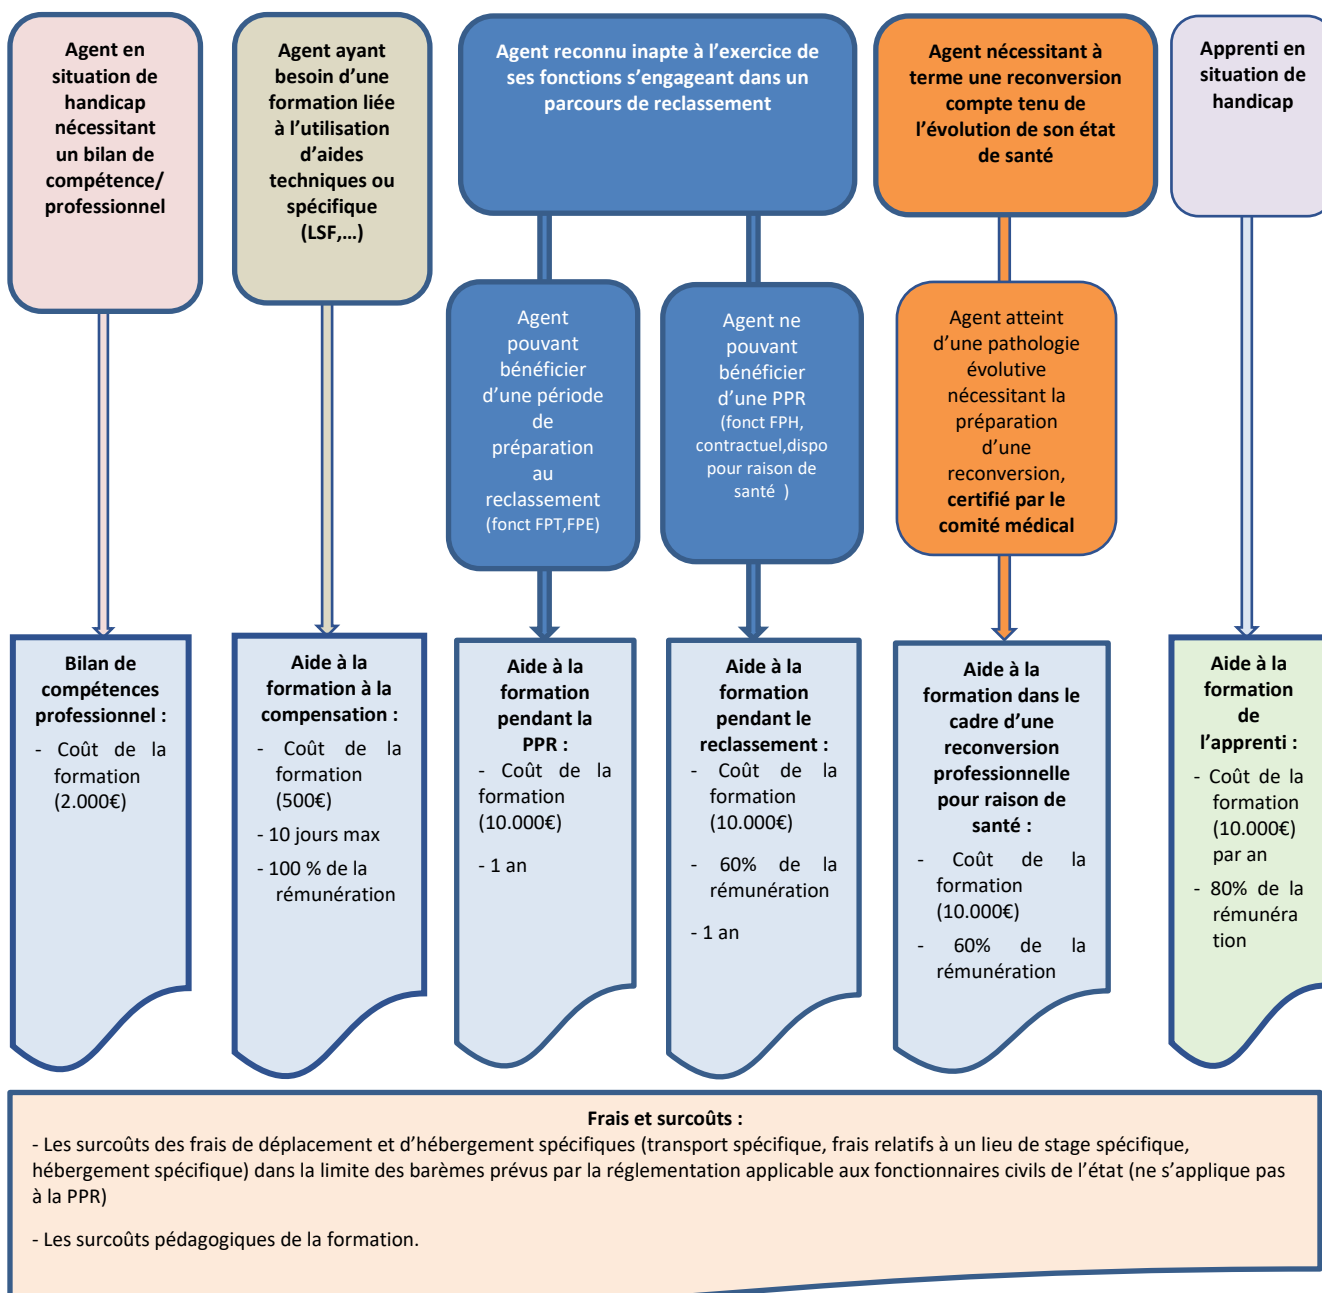 Agent en
situation de
handicap
nécessitant
un bilan de
compétence/
professionnel
Agent ayant
besoin d’une
formation liée
à l’utilisation
d’aides
techniques ou
spécifique
(LSF,…)
Agent reconnu inapte à l’exercice de
ses fonctions s’engageant dans un
parcours de reclassement
Agent nécessitant à
terme une reconversion
compte tenu de
l’évolution de son état
de santé
Apprenti en
situation de
handicap
Agent
pouvant
bénéficier
d’une période
de
préparation
au
reclassement
(fonct FPT,FPE)
Agent ne
pouvant
bénéficier
d’une PPR
(fonct FPH,
contractuel,dispo
pour raison de
santé )
Agent atteint
d’une pathologie
évolutive
nécessitant la
préparation
d’une
reconversion,
certifié par le
comité médical
Bilan de
compétences
professionnel :
- Coût de la
formation
(2.000€)
Aide à la
formation à la
compensation :
- Coût de la
formation
(500€)
- 10 jours max
- 100 % de la
rémunération
Aide à la
formation
pendant la
PPR :
- Coût de la
formation
(10.000€)
- 1 an
Aide à la
formation
pendant le
reclassement :
- Coût de la
formation
(10.000€)
- 60% de la
rémunération
- 1 an
Aide à la
formation dans le
cadre d’une
reconversion
professionnelle
pour raison de
santé :
- Coût de la
formation
(10.000€)
- 60% de la
rémunération
Aide à la
formation
de
l’apprenti :
- Coût de la
formation
(10.000€)
par an
- 80% de la
rémunéra
tion
Frais et surcoûts :
- Les surcoûts des frais de déplacement et d’hébergement spécifiques (transport spécifique, frais relatifs à un lieu de stage spécifique,
hébergement spécifique) dans la limite des barèmes prévus par la réglementation applicable aux fonctionnaires civils de l’état (ne s’applique pas
à la PPR)
- Les surcoûts pédagogiques de la formation.